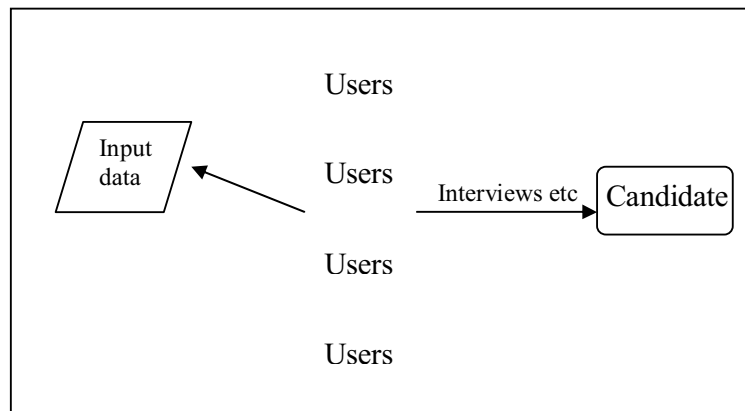 Users
Input
data
Users
Interviews etc
Candidate
Users
Users